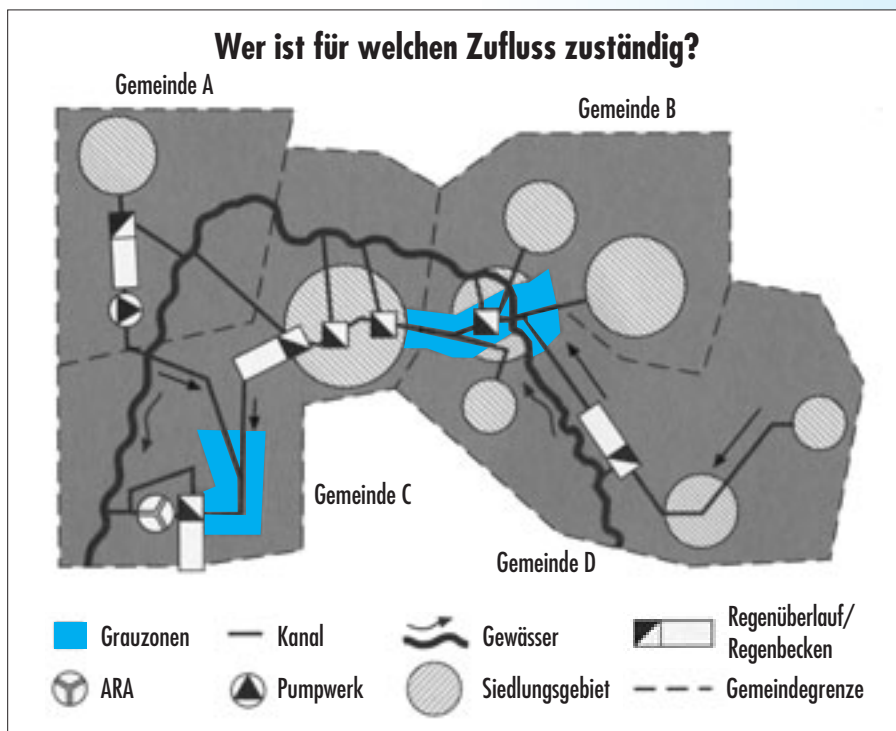 Wer ist für welchen Zufluss zuständig?
Gemeinde A
Gemeinde B
Gemeinde C
Gemeinde D
Grauzonen
Kanal
Gewässer
Regenüberlauf/
Regenbecken
ARA
Pumpwerk
Siedlungsgebiet
Gemeindegrenze